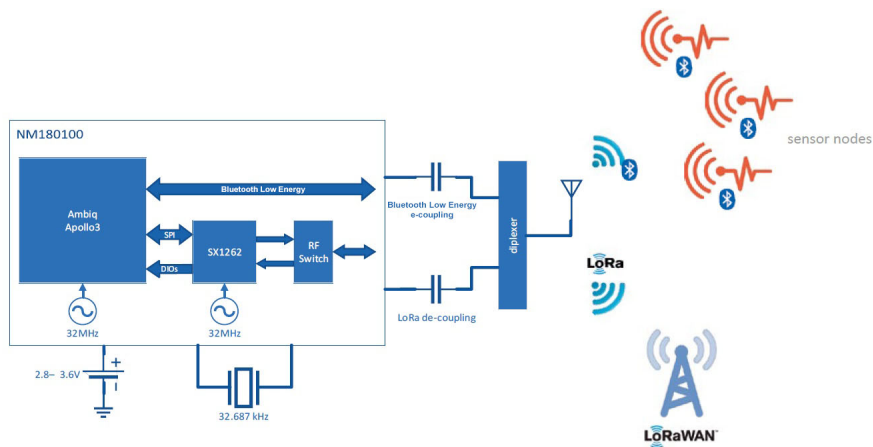 NM180100
Ambiq
Apollo3
Bluetooth Low Energy
SPI
DIOs
SX1262
RF
Switch
32MHz
32MHz
2.8– 3.6V
+
–
32.687 kHz
Bluetooth Low Energy
e-coupling
LoRa de-coupling
diplexer
LoRa
sensor nodes
LoRaWAN™